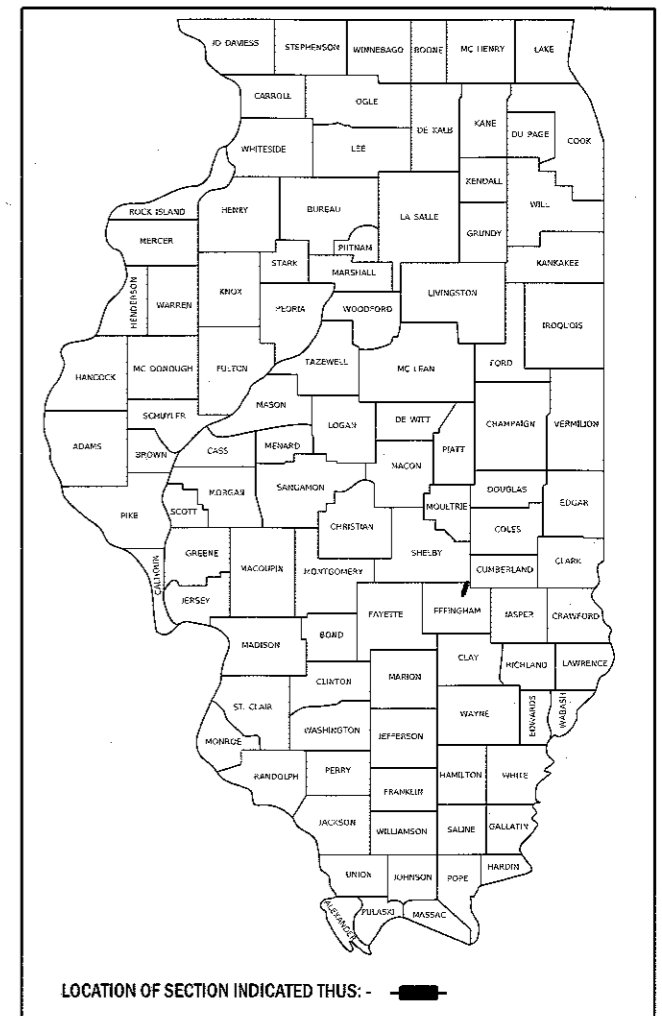 JO DAVIESS STEPHENSON WINNEBAGO BOONE MC HENRY LAKE
CARROLL OGLE DE KALB KANE DU PAGE COOK
WHITESIDE LEE KENDALL WILL
ROCK ISLAND HENRY BUREAU LA SALLE GRUNDY
MERCER PUTNAM KANKAKEE
HENDERSON WARREN KNOX STARK MARSHALL LIVINGSTON
PEORIA WOODFORD IROQUOIS
HANCOCK MC DONOUGH FULTON TAZEWELL MC LEAN FORD
MASON
SCHUYLER LOGAN DE WITT CHAMPAIGN VERMILION
ADAMS BROWN CASS MENARD MACON PIATT
MORGAN SANGAMON DOUGLAS EDGAR
PIKE SCOTT CHRISTIAN MOULTRIE COLES
GREENE SHELBY
CALHOUN MACOUPIN MONTGOMERY CUMBERLAND CLARK
JERSEY FAYETTE EFFINGHAM JASPER CRAWFORD
MADISON BOND
CLAY RICHLAND LAWRENCE
CLINTON MARION
ST. CLAIR WAYNE EDWARDS WABASH
WASHINGTON JEFFERSON
MONROE
RANDOLPH PERRY HAMILTON WHITE
FRANKLIN
JACKSON WILLIAMSON SALINE GALLATIN
UNION JOHNSON POPE HARDIN
ALEXANDER PULASKI MASSAC
LOCATION OF SECTION INDICATED THUS: -